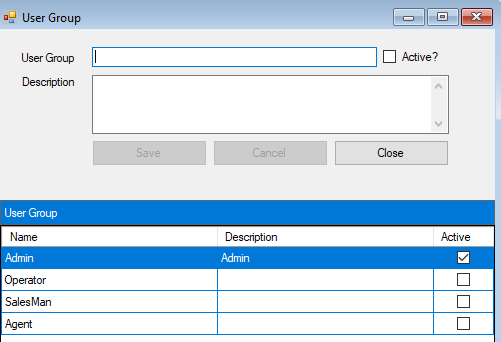 User Group
User Group
Active?
Description
Save Cancel Close
User Group
Name Description Active
Admin Admin
Operator
SalesMan
Agent